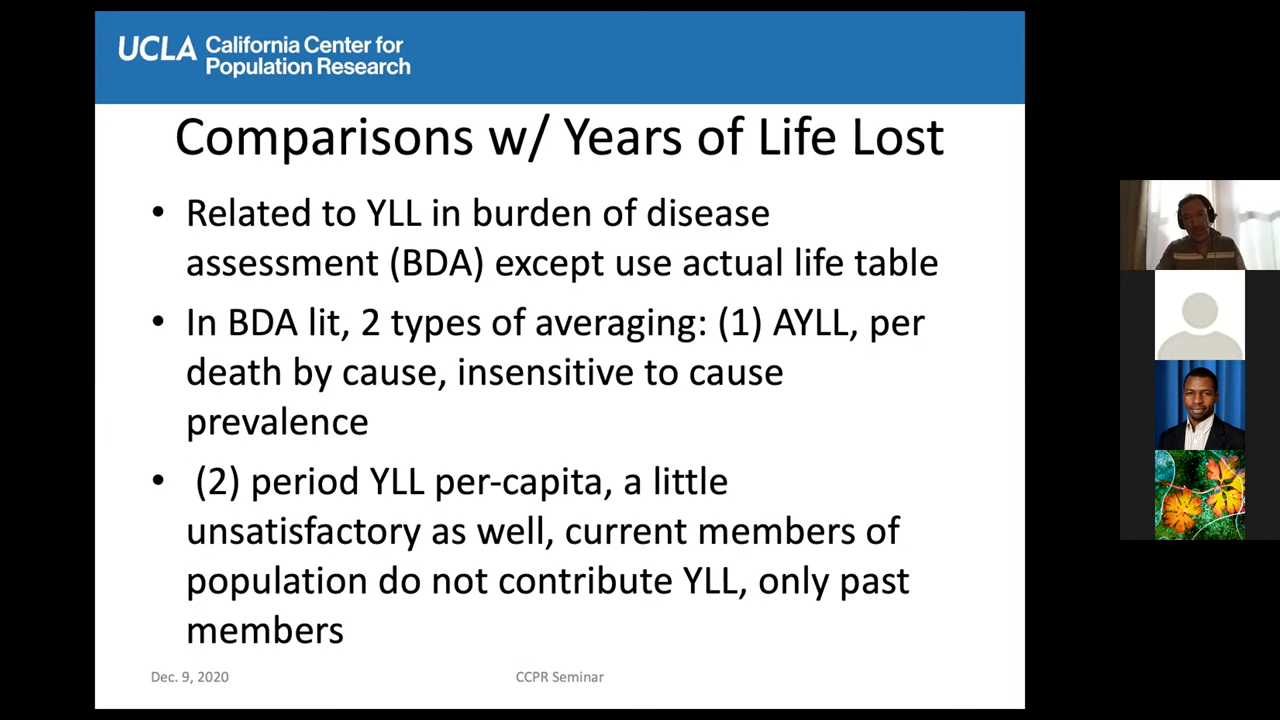 UCLA California Center for
Population Research
Comparisons w/ Years of Life Lost
• Related to YLL in burden of disease
assessment (BDA) except use actual life table
• In BDA lit, 2 types of averaging: (1) AYLL, per
death by cause, insensitive to cause
prevalence
• (2) period YLL per-capita, a little
unsatisfactory as well, current members of
population do not contribute YLL, only past
members
Dec. 9, 2020
CCPR Seminar